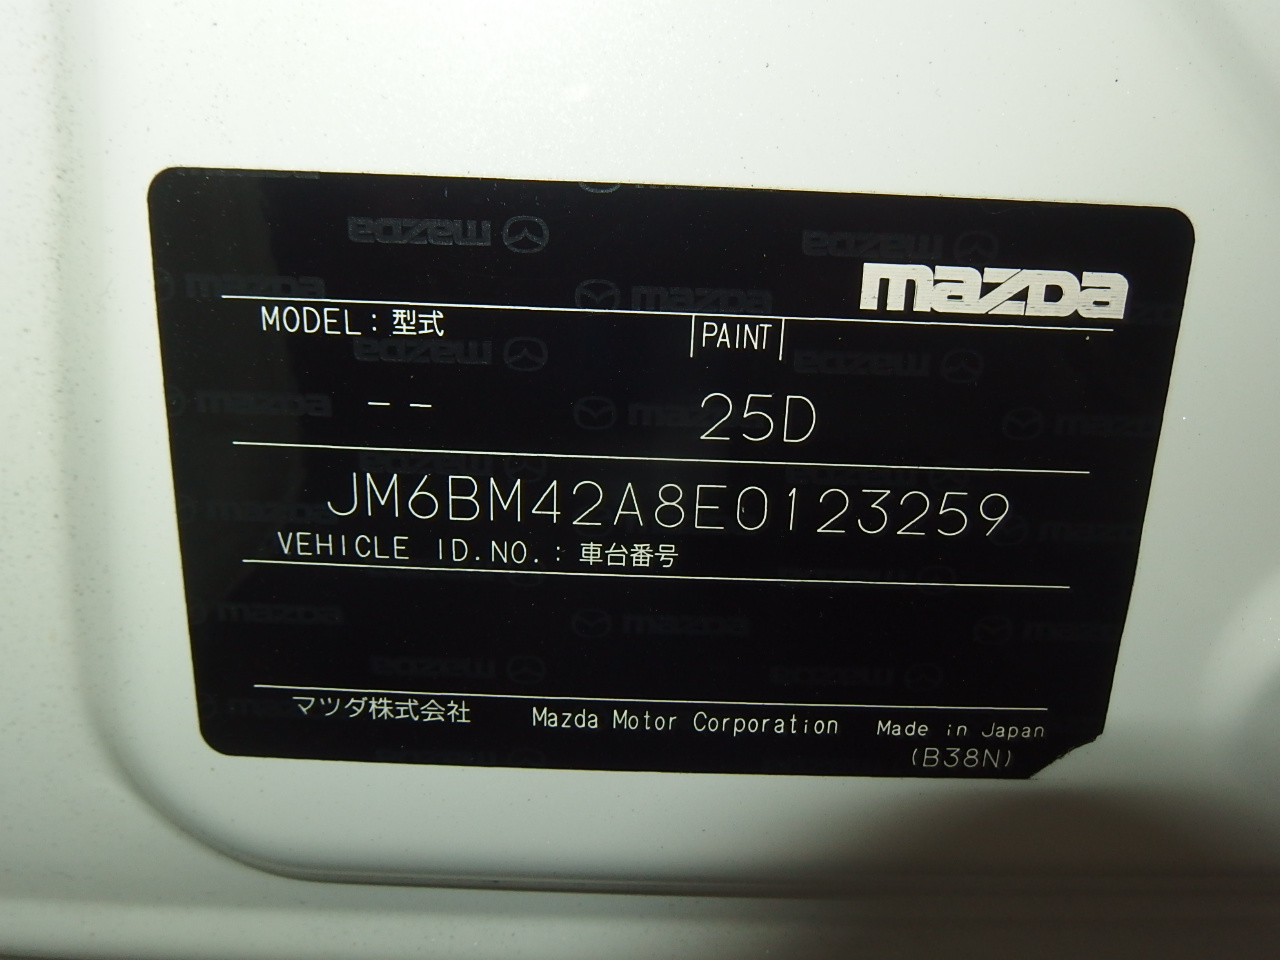 mazda
MODEL : 型式 PAINT
-- 25D
JM6BM42A8E0123259
VEHICLE ID.NO. : 車台番号
マツダ株式会社 Mazda Motor Corporation Made in Japan
(B38N)